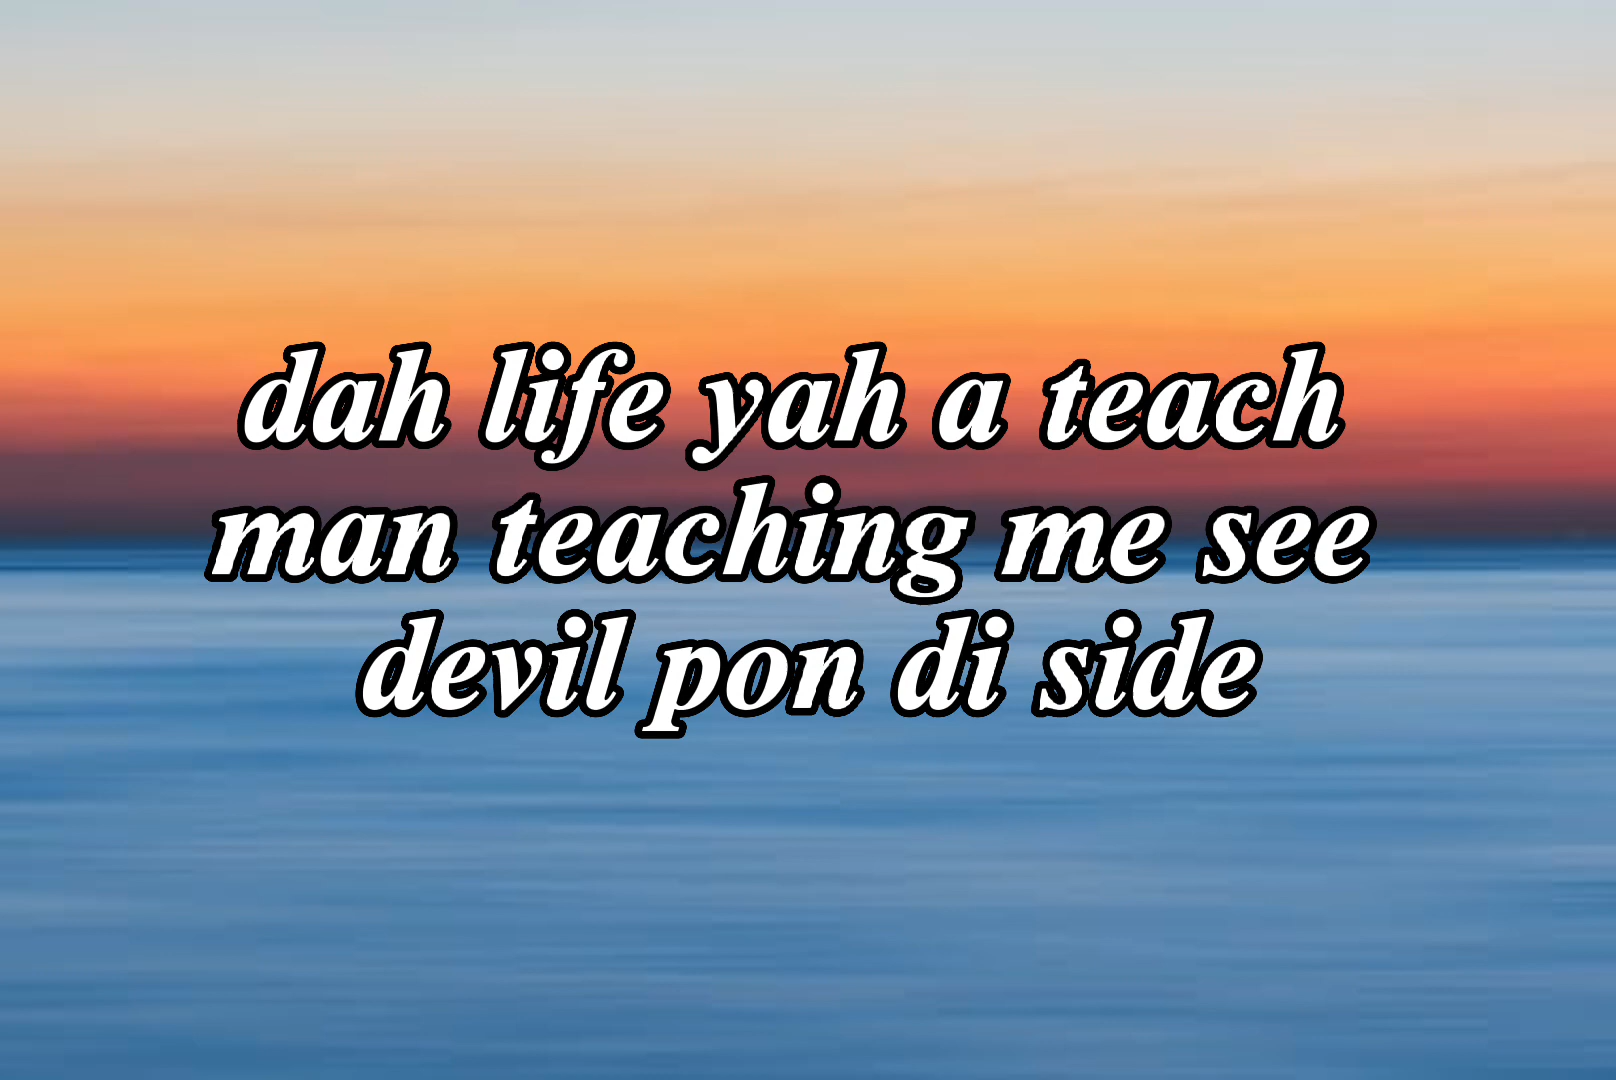 dah life yah a teach
man teaching me see
devil pon di side